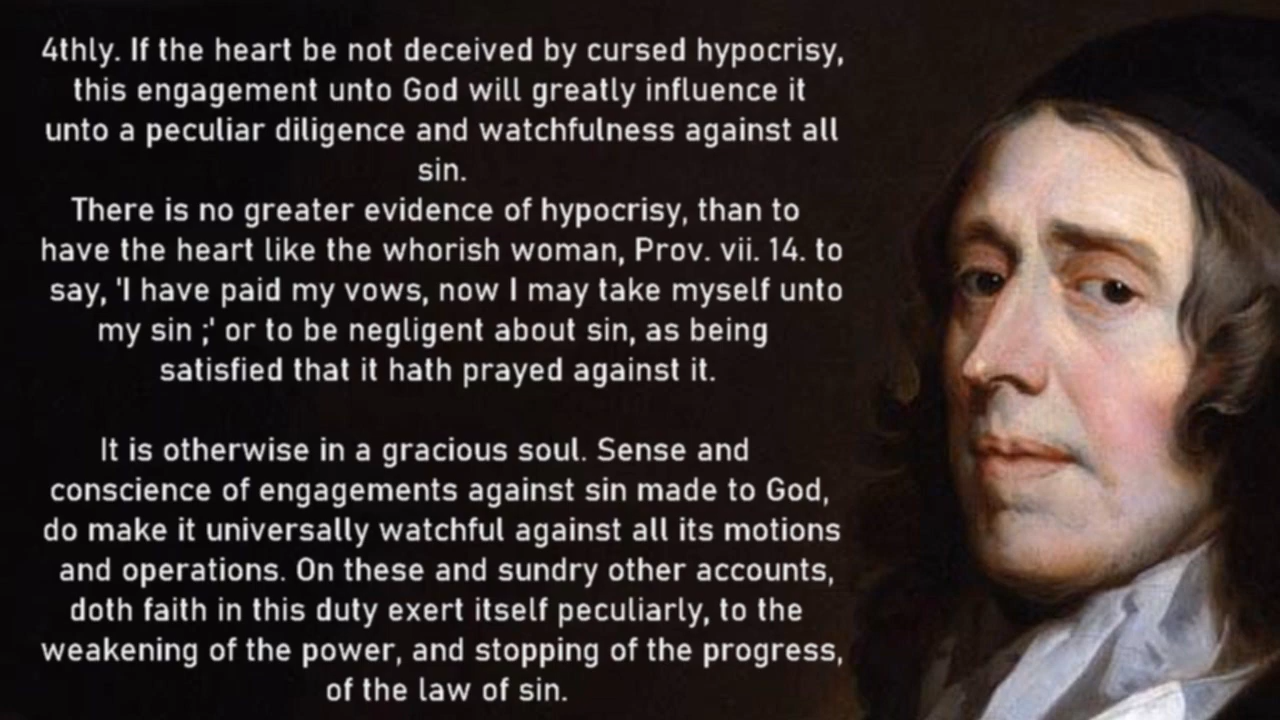 4thly. If the heart be not deceived by cursed hypocrisy,
this engagement unto God will greatly influence it
unto a peculiar diligence and watchfulness against all
sin.
There is no greater evidence of hypocrisy, than to
have the heart like the whorish woman, Prov. vii. 14. to
say, 'I have paid my vows, now I may take myself unto
my sin ;' or to be negligent about sin, as being
satisfied that it hath prayed against it.
It is otherwise in a gracious soul. Sense and
conscience of engagements against sin made to God,
do make it universally watchful against all its motions
and operations. On these and sundry other accounts,
doth faith in this duty exert itself peculiarly, to the
weakening of the power, and stopping of the progress,
of the law of sin.